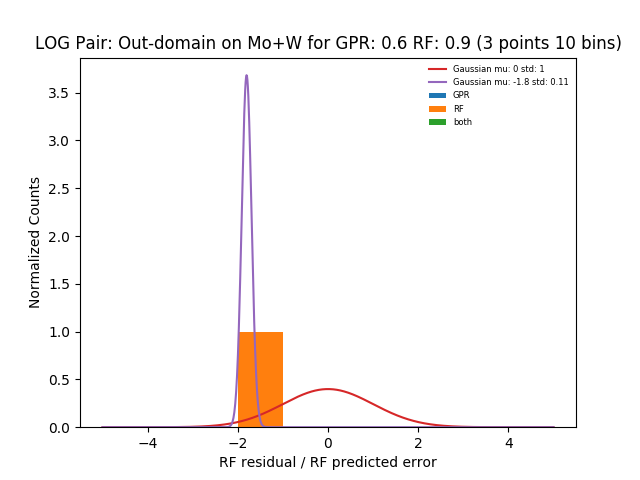 LOG Pair: Out-domain on Mo+W for GPR: 0.6 RF: 0.9 (3 points 10 bins)
Gaussian mu: 0 std: 1
Gaussian mu: -1.8 std: 0.11
GPR
RF
both
Normalized Counts
3.5
3.0
2.5
2.0
1.5
1.0
0.5
0.0
−4
−2
0
2
4
RF residual / RF predicted error